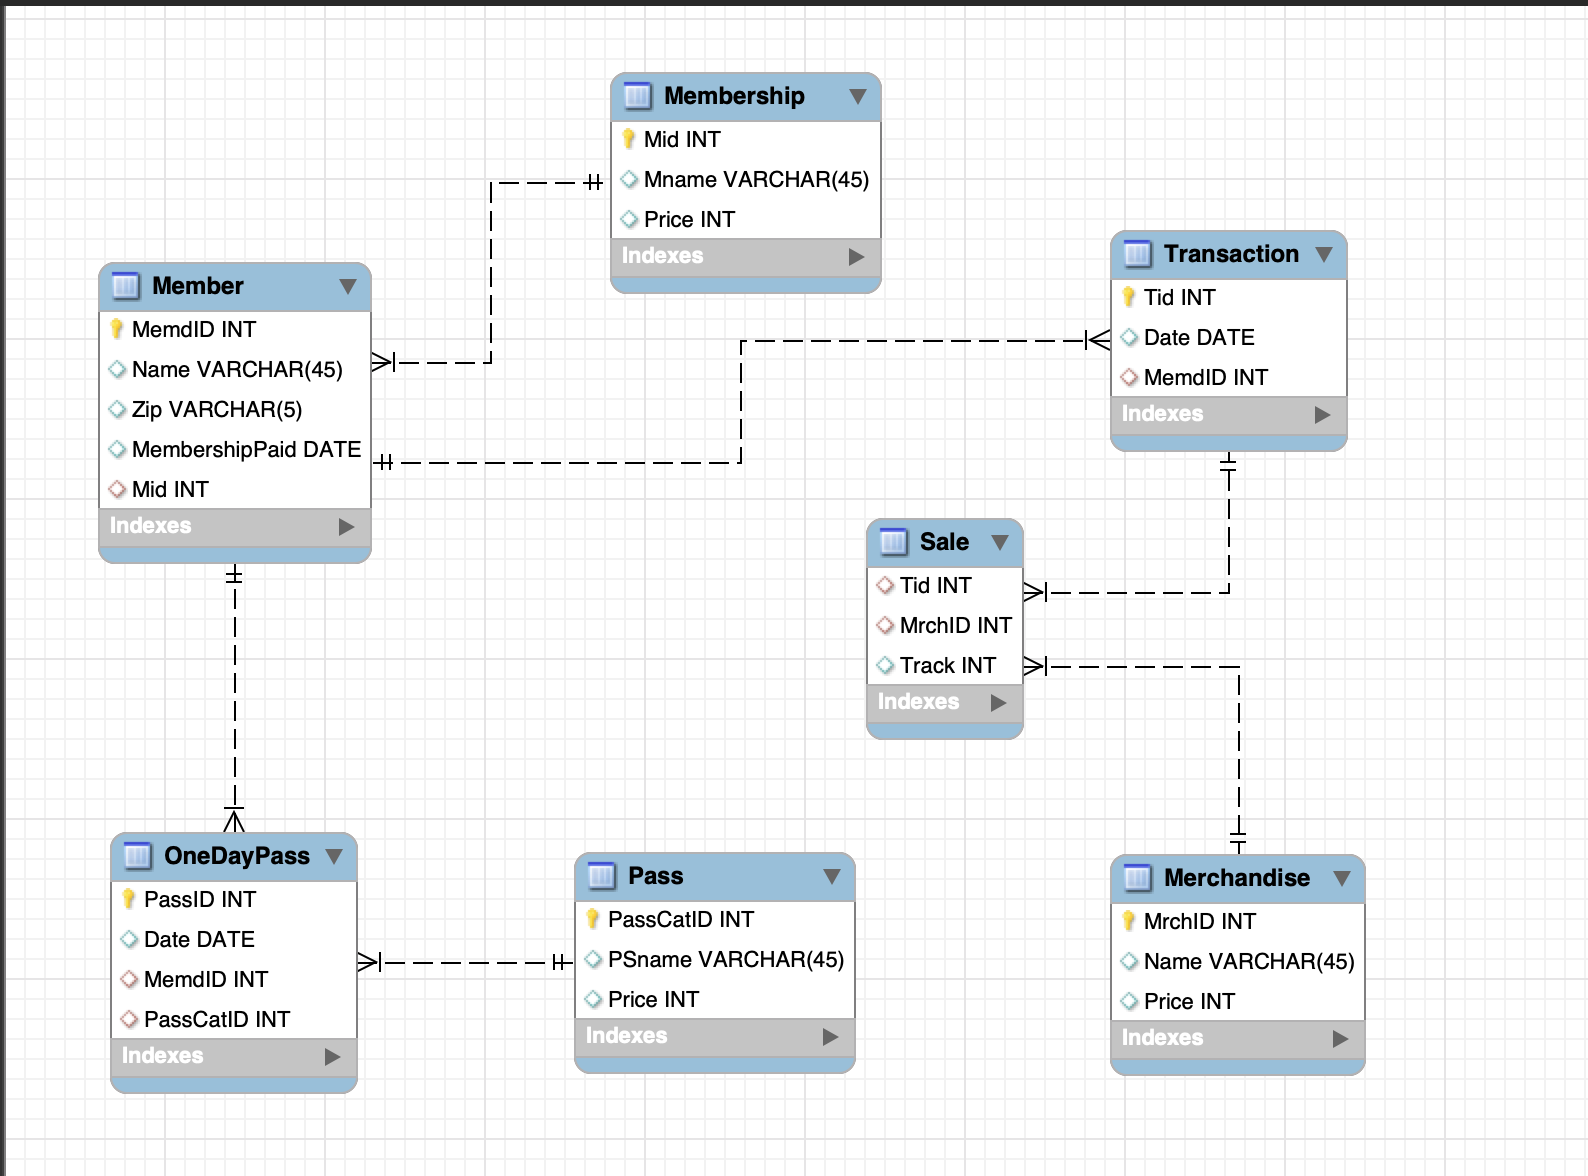 Membership
Mid INT
Mname VARCHAR(45)
Price INT
Indexes
Transaction
Tid INT
Date DATE
MemdID INT
Indexes
Member
MemdID INT
Name VARCHAR(45)
Zip VARCHAR(5)
MembershipPaid DATE
Mid INT
Indexes
Sale
Tid INT
MrchID INT
Track INT
Indexes
OneDayPass
PassID INT
Date DATE
MemdID INT
PassCatID INT
Indexes
Pass
PassCatID INT
PSname VARCHAR(45)
Price INT
Indexes
Merchandise
MrchID INT
Name VARCHAR(45)
Price INT
Indexes